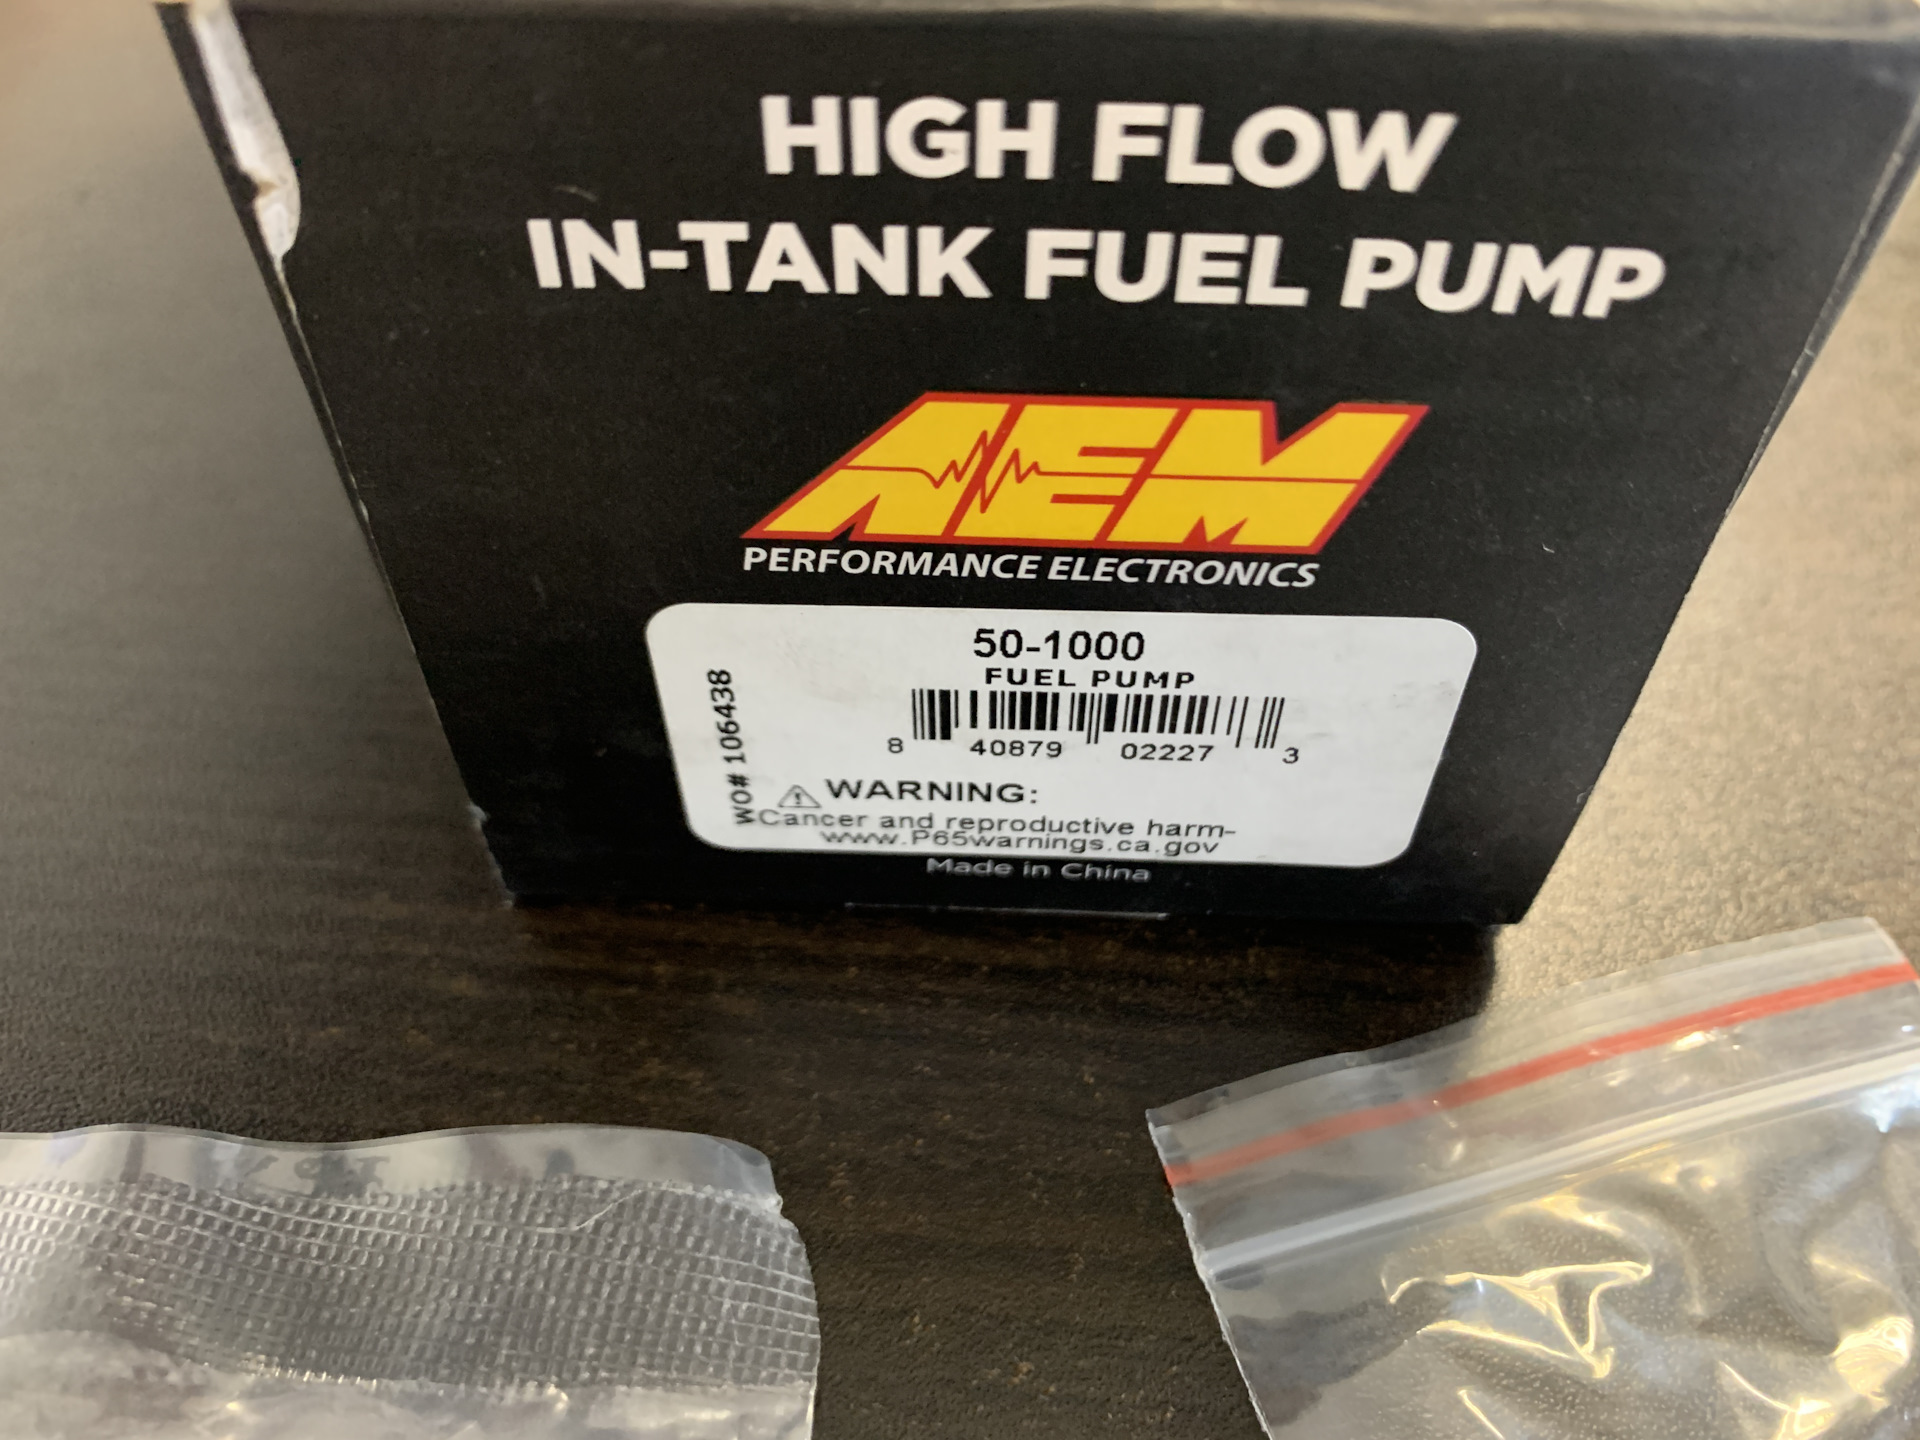 HIGH FLOW
IN-TANK FUEL PUMP
AEM
PERFORMANCE ELECTRONICS
50-1000
FUEL PUMP
8 40879 02227 3
WO# 106438
WARNING:
Cancer and reproductive harm-
www.P65warnings.ca.gov
Made in China